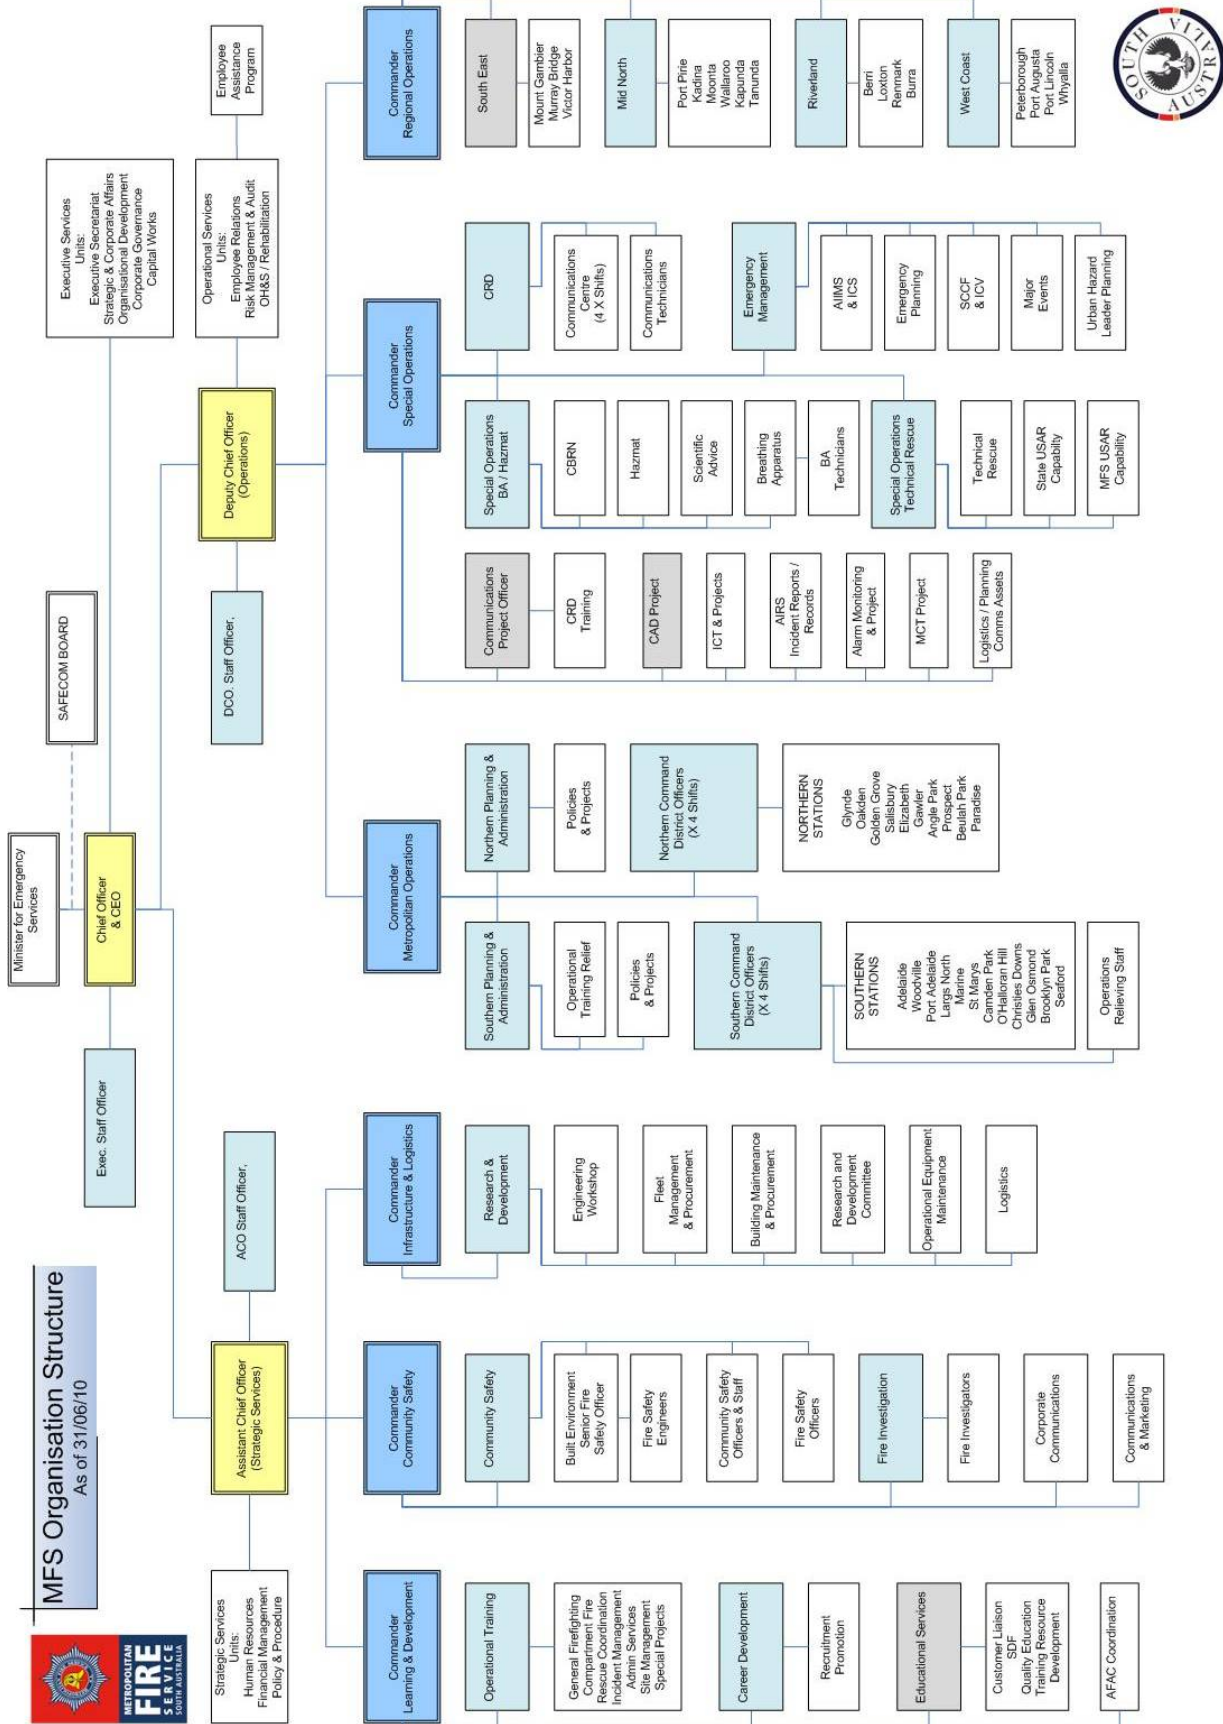 MFS Organisation Structure
As of 31/06/10
METROPOLITAN
FIRE
SERVICE
SOUTH AUSTRALIA
Minister for Emergency
Services
SAFECOM BOARD
Chief Officer
& CEO
Exec. Staff Officer
Executive Services
Units:
Executive Secretariat
Strategic & Corporate Affairs
Organisational Development
Corporate Governance
Capital Works
Strategic Services
Units:
Human Resources
Financial Management
Policy & Procedure
Assistant Chief Officer
(Strategic Services)
ACO Staff Officer,
DCO. Staff Officer,
Deputy Chief Officer
(Operations)
Operational Services
Units:
Employee Relations
Risk Management & Audit
OH&S / Rehabilitation
Employee
Assistance
Program
Commander
Learning & Development
Operational Training
General Firefighting
Compartment Fire
Rescue Coordination
Incident Management
Admin Services
Site Management
Special Projects
Career Development
Recruitment
Promotion
Educational Services
Customer Liaison
SDF
Quality Education
Training Resource
Development
AFAC Coordination
Commander
Community Safety
Community Safety
Built Environment
Senior Fire
Safety Officer
Fire Safety
Engineers
Community Safety
Officers & Staff
Fire Safety
Officers
Fire Investigation
Fire Investigators
Corporate
Communications
Communications
& Marketing
Commander
Infrastructure & Logistics
Research &
Development
Engineering
Workshop
Fleet
Management
& Procurement
Building Maintenance
& Procurement
Research and
Development
Committee
Operational Equipment
Maintenance
Logistics
Commander
Metropolitan Operations
Southern Planning &
Administration
Operational
Training Relief
Policies
& Projects
Southern Command
District Officers
(X 4 Shifts)
SOUTHERN
STATIONS
Adelaide
Woodville
Port Adelaide
Largs North
Marine
St Marys
Camden Park
O'Halloran Hill
Christies Downs
Glen Osmond
Brooklyn Park
Seaford
Operations
Relieving Staff
Northern Planning &
Administration
Policies
& Projects
Northern Command
District Officers
(X 4 Shifts)
NORTHERN
STATIONS
Glynde
Oakden
Golden Grove
Salisbury
Elizabeth
Gawler
Angle Park
Prospect
Beulah Park
Paradise
Commander
Special Operations
Communications
Project Officer
CRD
Training
CAD Project
ICT & Projects
AIRS
Incident Reports /
Records
Alarm Monitoring
& Project
MCT Project
Logistics / Planning
Comms Assets
Special Operations
BA / Hazmat
CBRN
Hazmat
Scientific
Advice
Breathing
Apparatus
BA
Technicians
Special Operations
Technical Rescue
Technical
Rescue
State USAR
Capabilty
MFS USAR
Capability
CRD
Communications
Centre
(4 X Shifts)
Communications
Technicians
Emergency
Management
AIIMS
& ICS
Emergency
Planning
SCCF
& ICV
Major
Events
Urban Hazard
Leader Planning
Commander
Regional Operations
South East
Mount Gambier
Murray Bridge
Victor Harbor
Mid North
Port Pirie
Kadina
Moonta
Wallaroo
Kapunda
Tanunda
Riverland
Berri
Loxton
Renmark
Burra
West Coast
Peterborough
Port Augusta
Port Lincoln
Whyalla
SOUTH AUSTRALIA